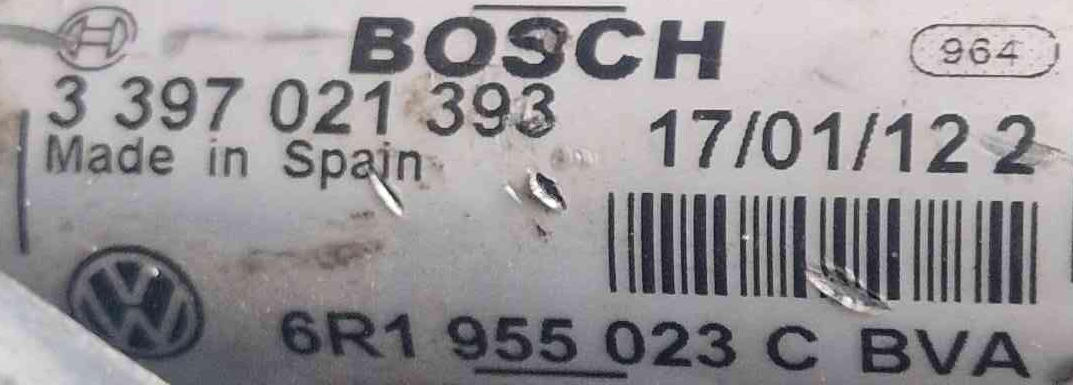 BOSCH
964
3 397 021 393
17/01/12 2
Made in Spain
6R1 955 023 C BVA